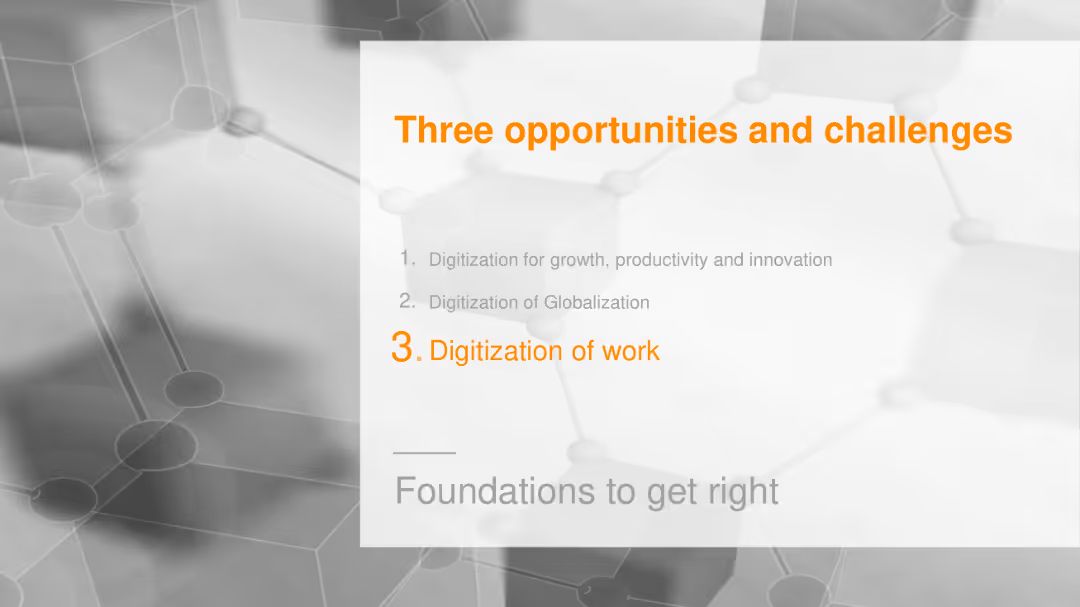 Three opportunities and challenges
1. Digitization for growth, productivity and innovation
2. Digitization of Globalization
3. Digitization of work
Foundations to get right